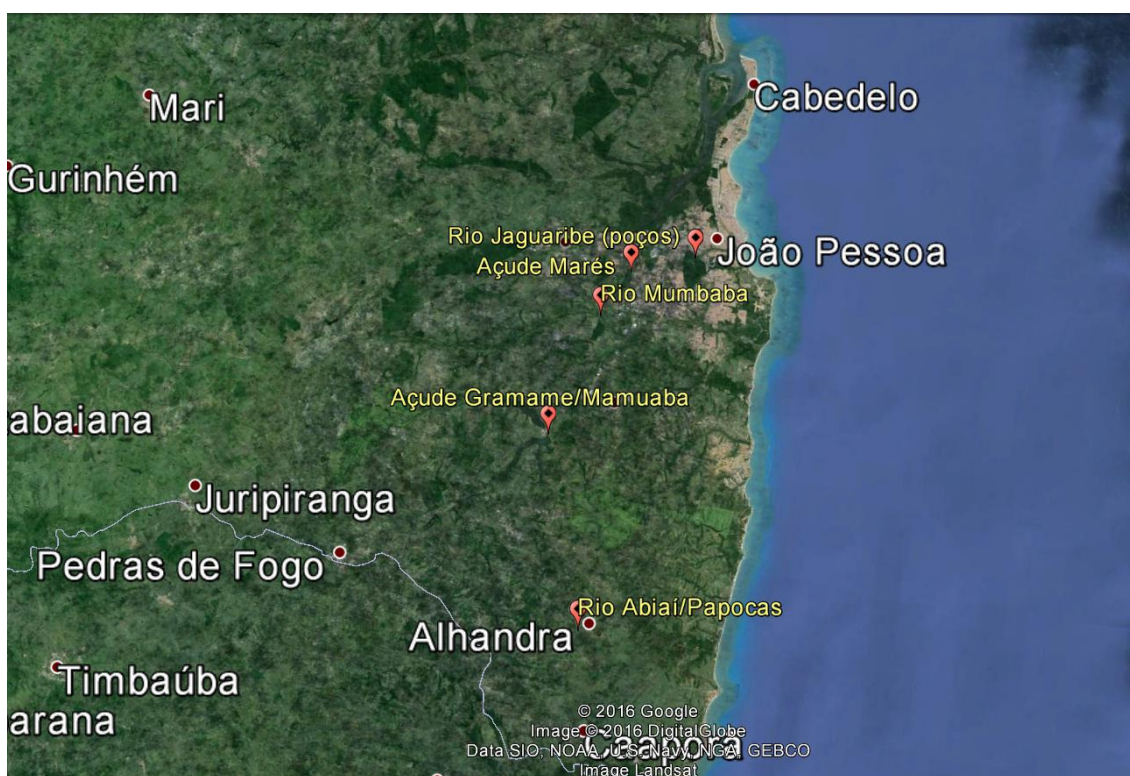 Cabedelo
Mari
Gurinhém
Rio Jaguaribe (poços)
João Pessoa
Açude Marés
Rio Mumbaba
Açude Gramame/Mamuaba
abaiana
Juripiranga
Pedras de Fogo
Rio Abiaí/Papocas
Alhandra
Timbaúba
arana
© 2016 Google
Image © 2016 DigitalGlobe
Caaporã
Data SIO, NOAA, U.S. Navy, NGA, GEBCO
Image Landsat